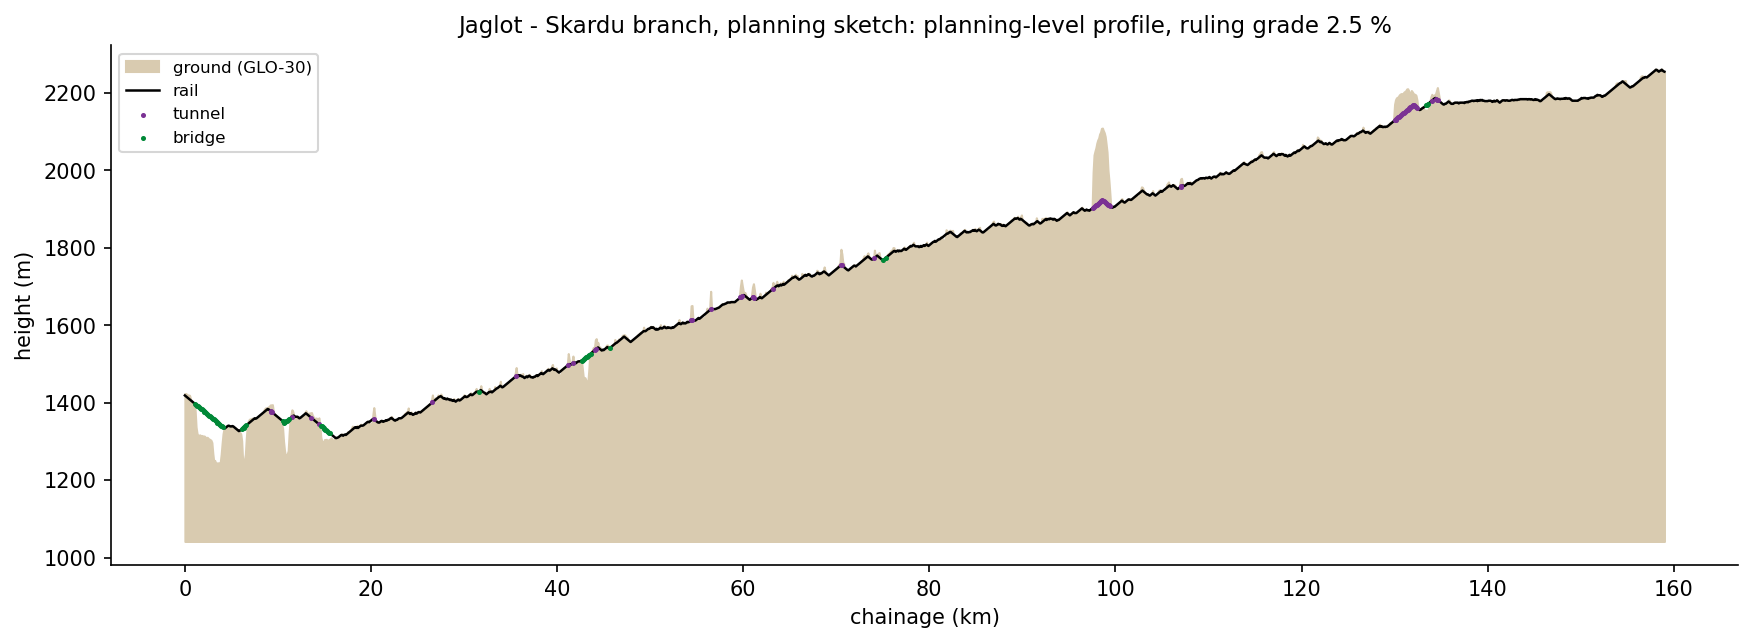 Jaglot - Skardu branch, planning sketch: planning-level profile, ruling grade 2.5 %
ground (GLO-30)
rail
tunnel
bridge
height (m)
2200
2000
1800
1600
1400
1200
1000
0 20 40 60 80 100 120 140 160
chainage (km)